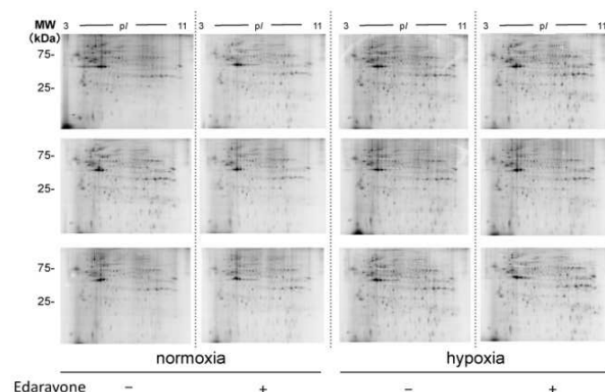 MW
(kDa)
3 pI 11 3 pI 11 3 pI 11 3 pI 11
75-
25-
75-
25-
75-
25-
normoxia hypoxia
Edaravone – + – +